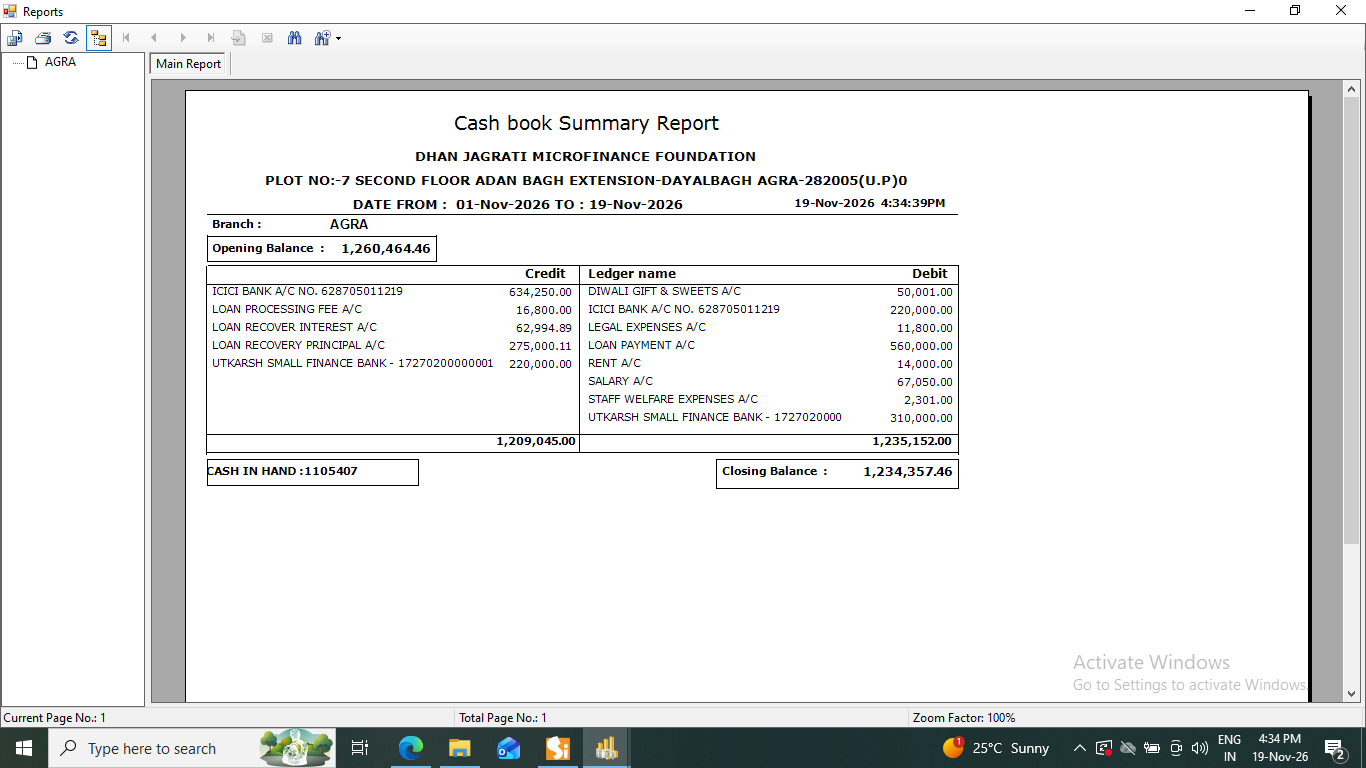 Reports
AGRA
Main Report
Cash book Summary Report
DHAN JAGRATI MICROFINANCE FOUNDATION
PLOT NO:-7 SECOND FLOOR ADAN BAGH EXTENSION-DAYALBAGH AGRA-282005(U.P)0
DATE FROM : 01-Nov-2026 TO : 19-Nov-2026 19-Nov-2026 4:34:39PM
Branch : AGRA
Opening Balance : 1,260,464.46
Credit Ledger name Debit
ICICI BANK A/C NO. 628705011219 634,250.00 DIWALI GIFT & SWEETS A/C 50,001.00
LOAN PROCESSING FEE A/C 16,800.00 ICICI BANK A/C NO. 628705011219 220,000.00
LOAN RECOVER INTEREST A/C 62,994.89 LEGAL EXPENSES A/C 11,800.00
LOAN RECOVERY PRINCIPAL A/C 275,000.11 LOAN PAYMENT A/C 560,000.00
UTKARSH SMALL FINANCE BANK - 17270200000001 220,000.00 RENT A/C 14,000.00
SALARY A/C 67,050.00
STAFF WELFARE EXPENSES A/C 2,301.00
UTKARSH SMALL FINANCE BANK - 1727020000 310,000.00
1,209,045.00 1,235,152.00
CASH IN HAND :1105407 Closing Balance : 1,234,357.46
Activate Windows
Go to Settings to activate Windows.
Current Page No.: 1 Total Page No.: 1 Zoom Factor: 100%
Type here to search 25°C Sunny ENG IN 4:34 PM 19-Nov-26 2